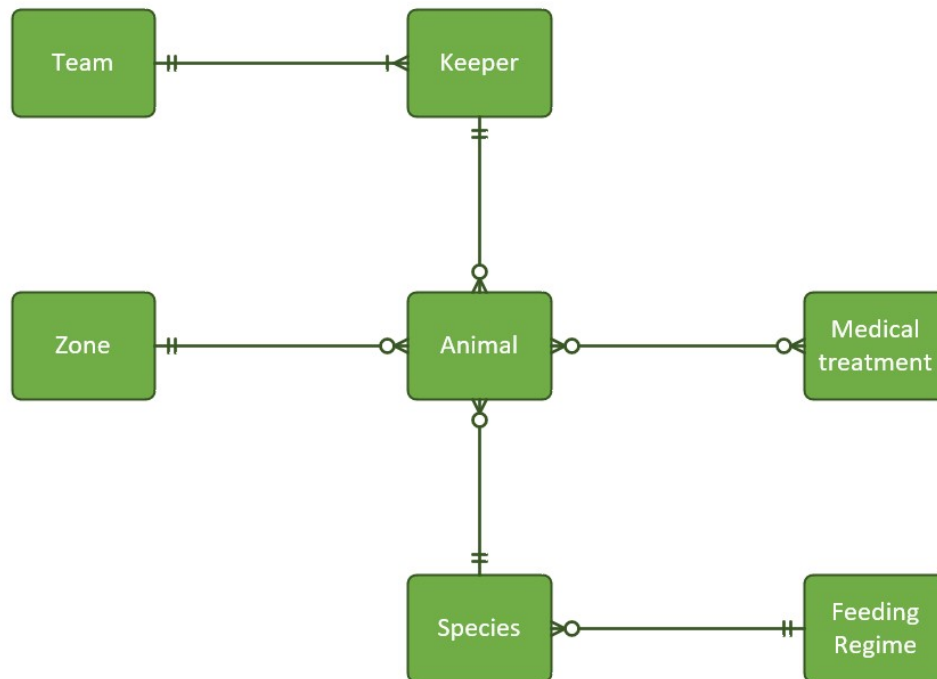 Team
Keeper
Zone
Animal
Medical
treatment
Species
Feeding
Regime